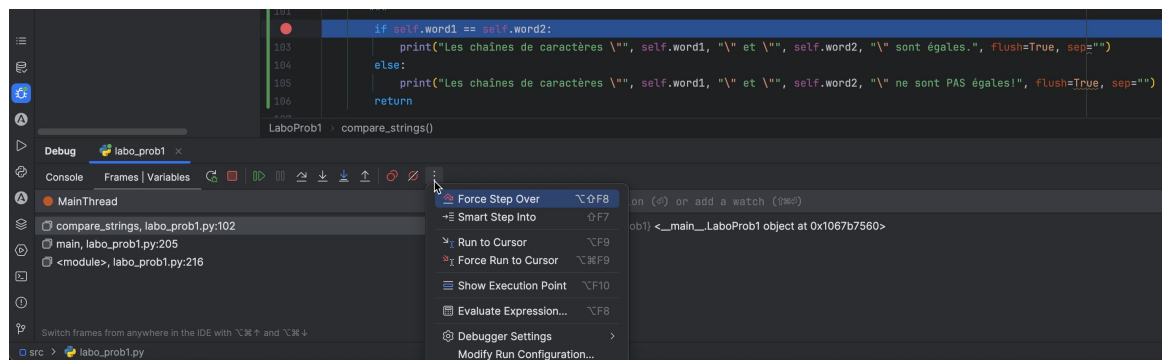 101 """
if self.word1 == self.word2:
103 print("Les chaînes de caractères \"", self.word1, "\" et \"", self.word2, "\" sont égales.", flush=True, sep="")
104 else:
105 print("Les chaînes de caractères \"", self.word1, "\" et \"", self.word2, "\" ne sont PAS égales!", flush=True, sep="")
106 return
LaboProb1 › compare_strings()
Debug labo_prob1 ×
Console Frames | Variables
MainThread
on (⏎) or add a watch (⇧⌘⏎)
compare_strings, labo_prob1.py:102
ob1} <__main__.LaboProb1 object at 0x1067b7560>
main, labo_prob1.py:205
<module>, labo_prob1.py:216
Force Step Over ⌥⇧F8
Smart Step Into ⇧F7
Run to Cursor ⌥F9
Force Run to Cursor ⌥⌘F9
Show Execution Point ⌥F10
Evaluate Expression... ⌥F8
Debugger Settings >
Modify Run Configuration...
Switch frames from anywhere in the IDE with ⌥⌘↑ and ⌥⌘↓
src > labo_prob1.py